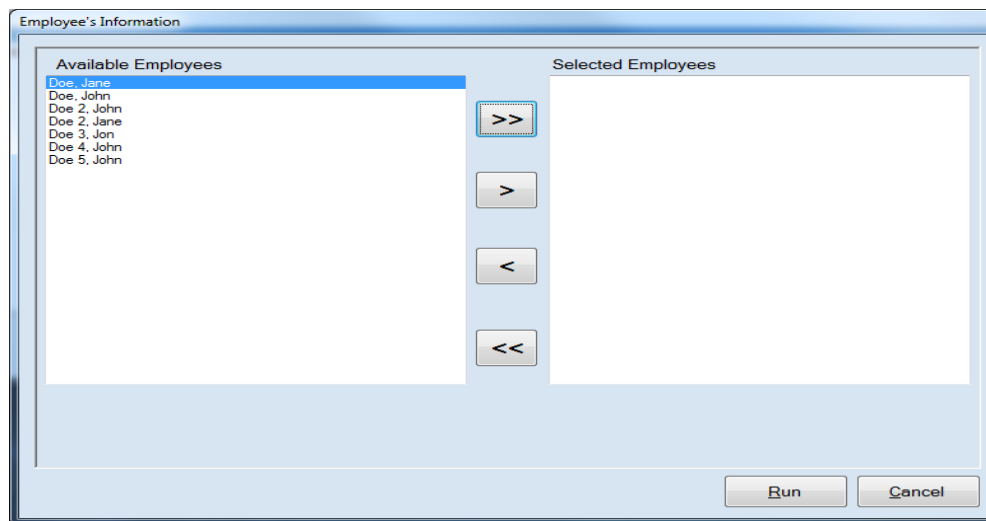 Employee's Information
Available Employees
Selected Employees
Doe, Jane
Doe, John
Doe 2, John
Doe 2, Jane
Doe 3, Jon
Doe 4, John
Doe 5, John
>>
>
<
<<
Run
Cancel